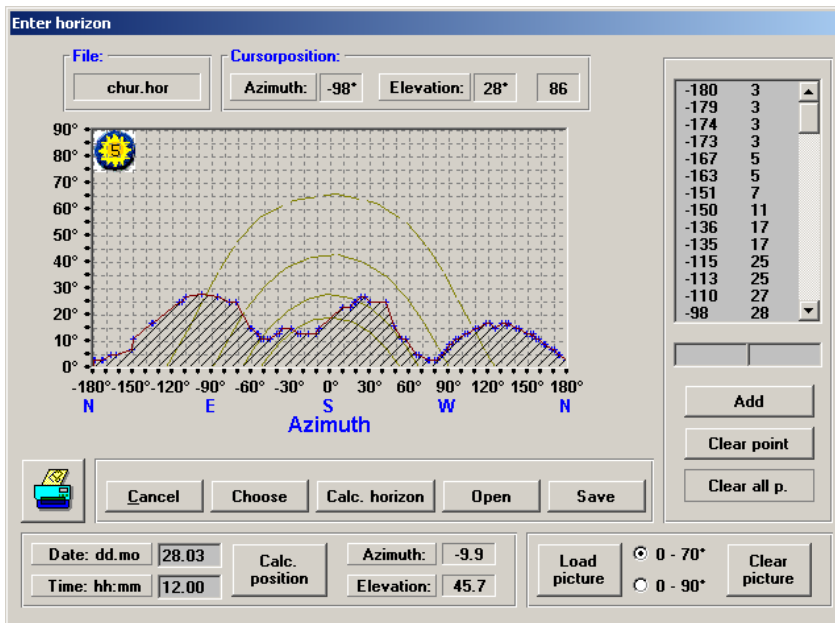 Enter horizon
File:
chur.hor
Cursorposition:
Azimuth: -98° Elevation: 28° 86
90°
80°
70°
60°
50°
40°
30°
20°
10°
0°
5
-180° -150° -120° -90° -60° -30° 0° 30° 60° 90° 120° 150° 180°
N E S W N
Azimuth
-180 3
-179 3
-174 3
-173 3
-167 5
-163 5
-151 7
-150 11
-136 17
-135 17
-115 25
-113 25
-110 27
-98 28
Add
Clear point
Clear all p.
Cancel Choose Calc. horizon Open Save
Date: dd.mo 28.03
Time: hh:mm 12.00
Calc.
position
Azimuth: -9.9
Elevation: 45.7
Load
picture
0 - 70°
0 - 90°
Clear
picture